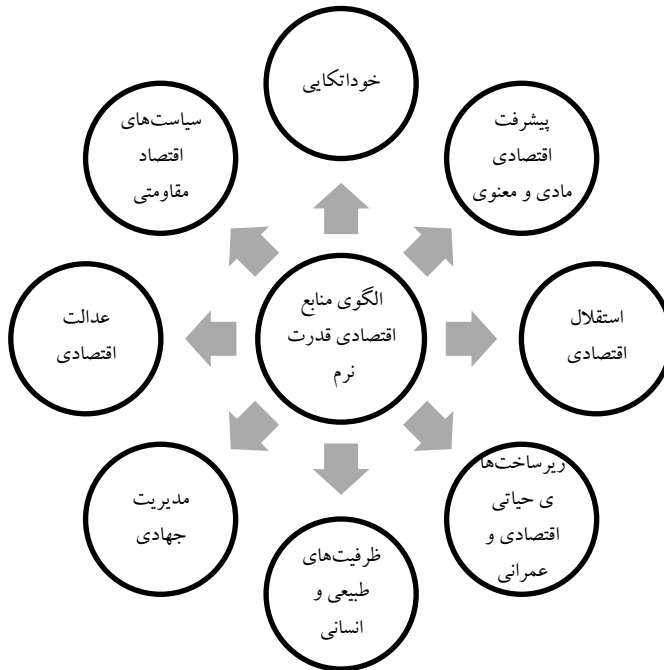 خوداتکایی
پیشرفت
اقتصادی
مادی و معنوی
استقلال
اقتصادی
زیرساخت‌ها
ی حیاتی
اقتصادی و
عمرانی
ظرفیت‌های
طبیعی و
انسانی
مدیریت
جهادی
عدالت
اقتصادی
سیاست‌های
اقتصاد
مقاومتی
الگوی منابع
اقتصادی قدرت
نرم